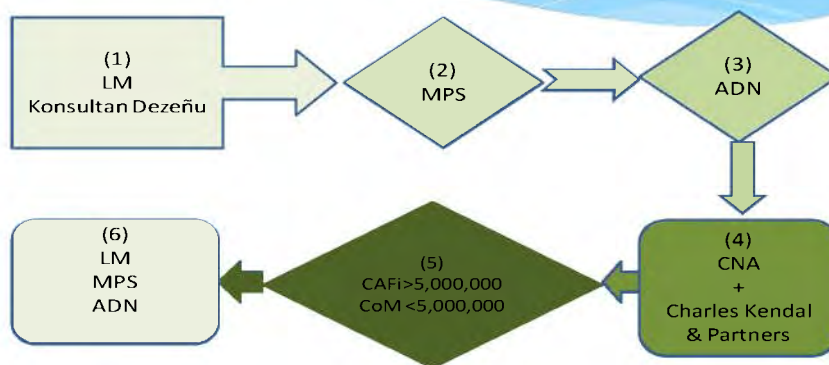 (1)
LM
Konsultan Dezeñu
(2)
MPS
(3)
ADN
(4)
CNA
+
Charles Kendal
& Partners
(5)
CAFi>5,000,000
CoM <5,000,000
(6)
LM
MPS
ADN